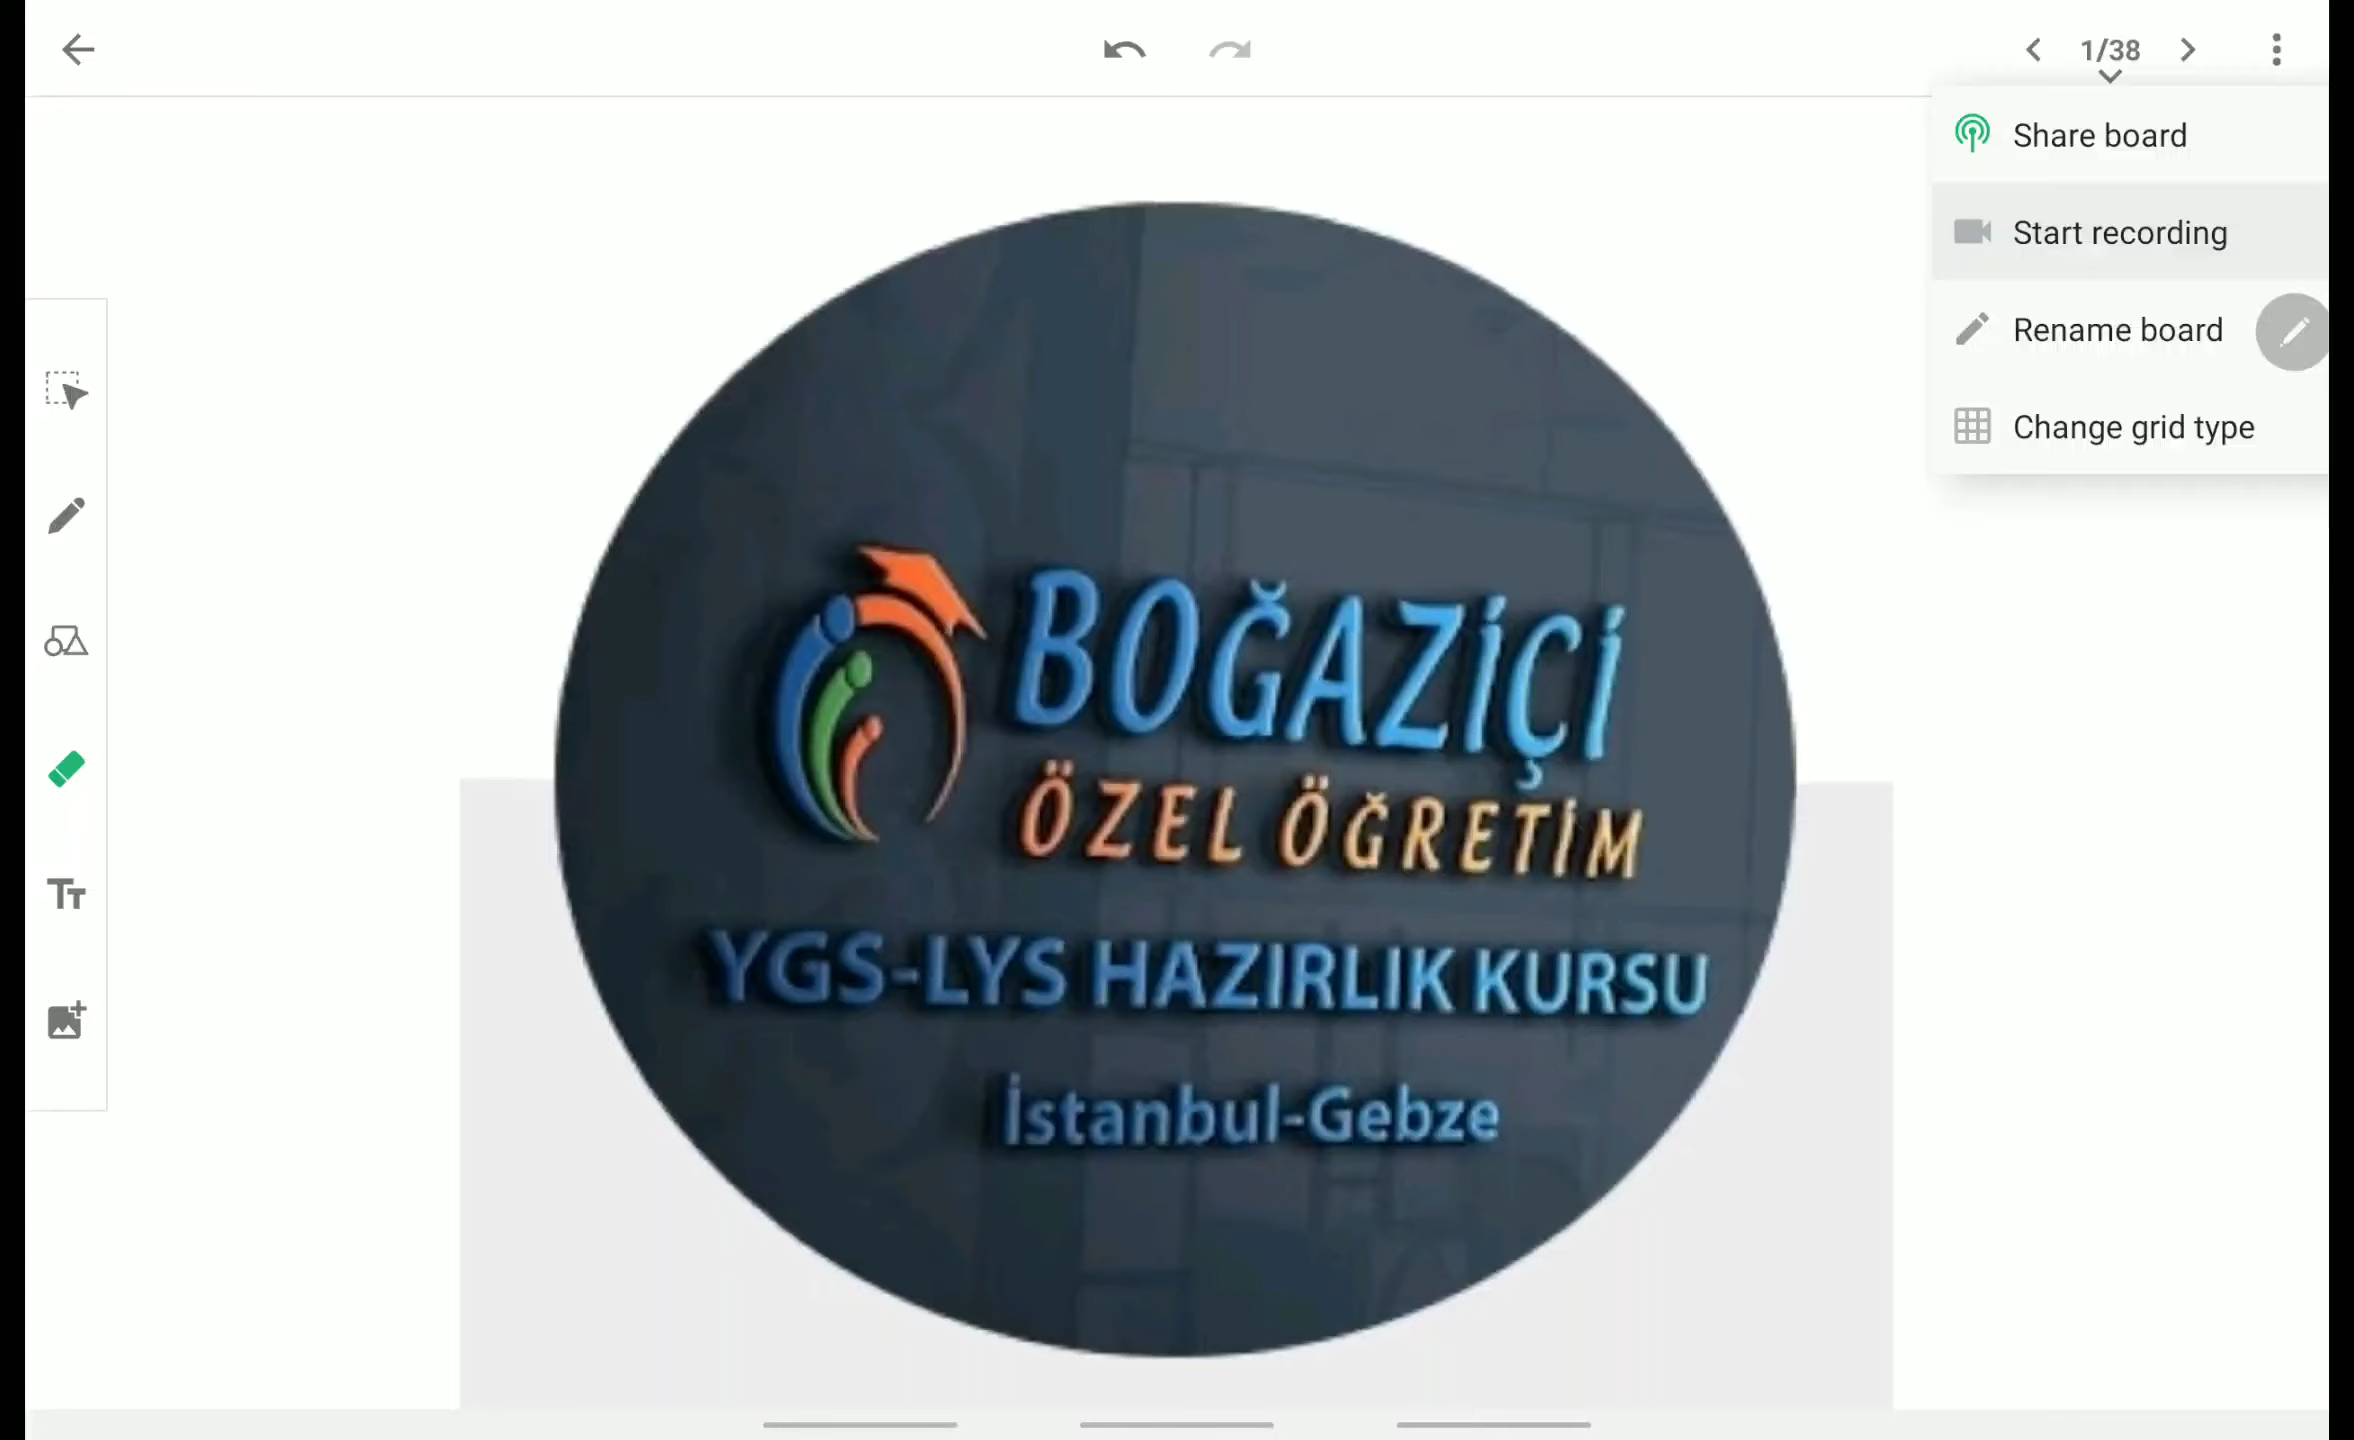 1/38
Share board
Start recording
Rename board
Change grid type
BOĞAZİÇİ
ÖZEL ÖĞRETİM
YGS-LYS HAZIRLIK KURSU
İstanbul-Gebze